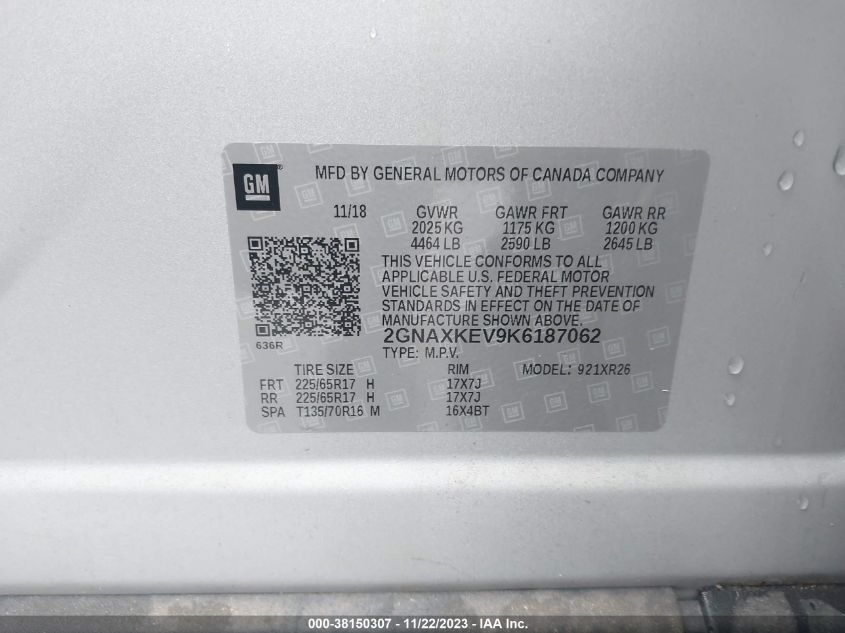 GM
MFD BY GENERAL MOTORS OF CANADA COMPANY
11/18 GVWR GAWR FRT GAWR RR
2025 KG 1175 KG 1200 KG
4464 LB 2590 LB 2645 LB
THIS VEHICLE CONFORMS TO ALL
APPLICABLE U.S. FEDERAL MOTOR
VEHICLE SAFETY AND THEFT PREVENTION
STANDARDS IN EFFECT ON THE DATE OF
MANUFACTURE SHOWN ABOVE.
636R
2GNAXKEV9K6187062
TYPE: M.P.V.
TIRE SIZE RIM MODEL: 921XR26
FRT 225/65R17 H 17X7J
RR 225/65R17 H 17X7J
SPA T135/70R16 M 16X4BT
000-38150307 - 11/22/2023 - IAA Inc.